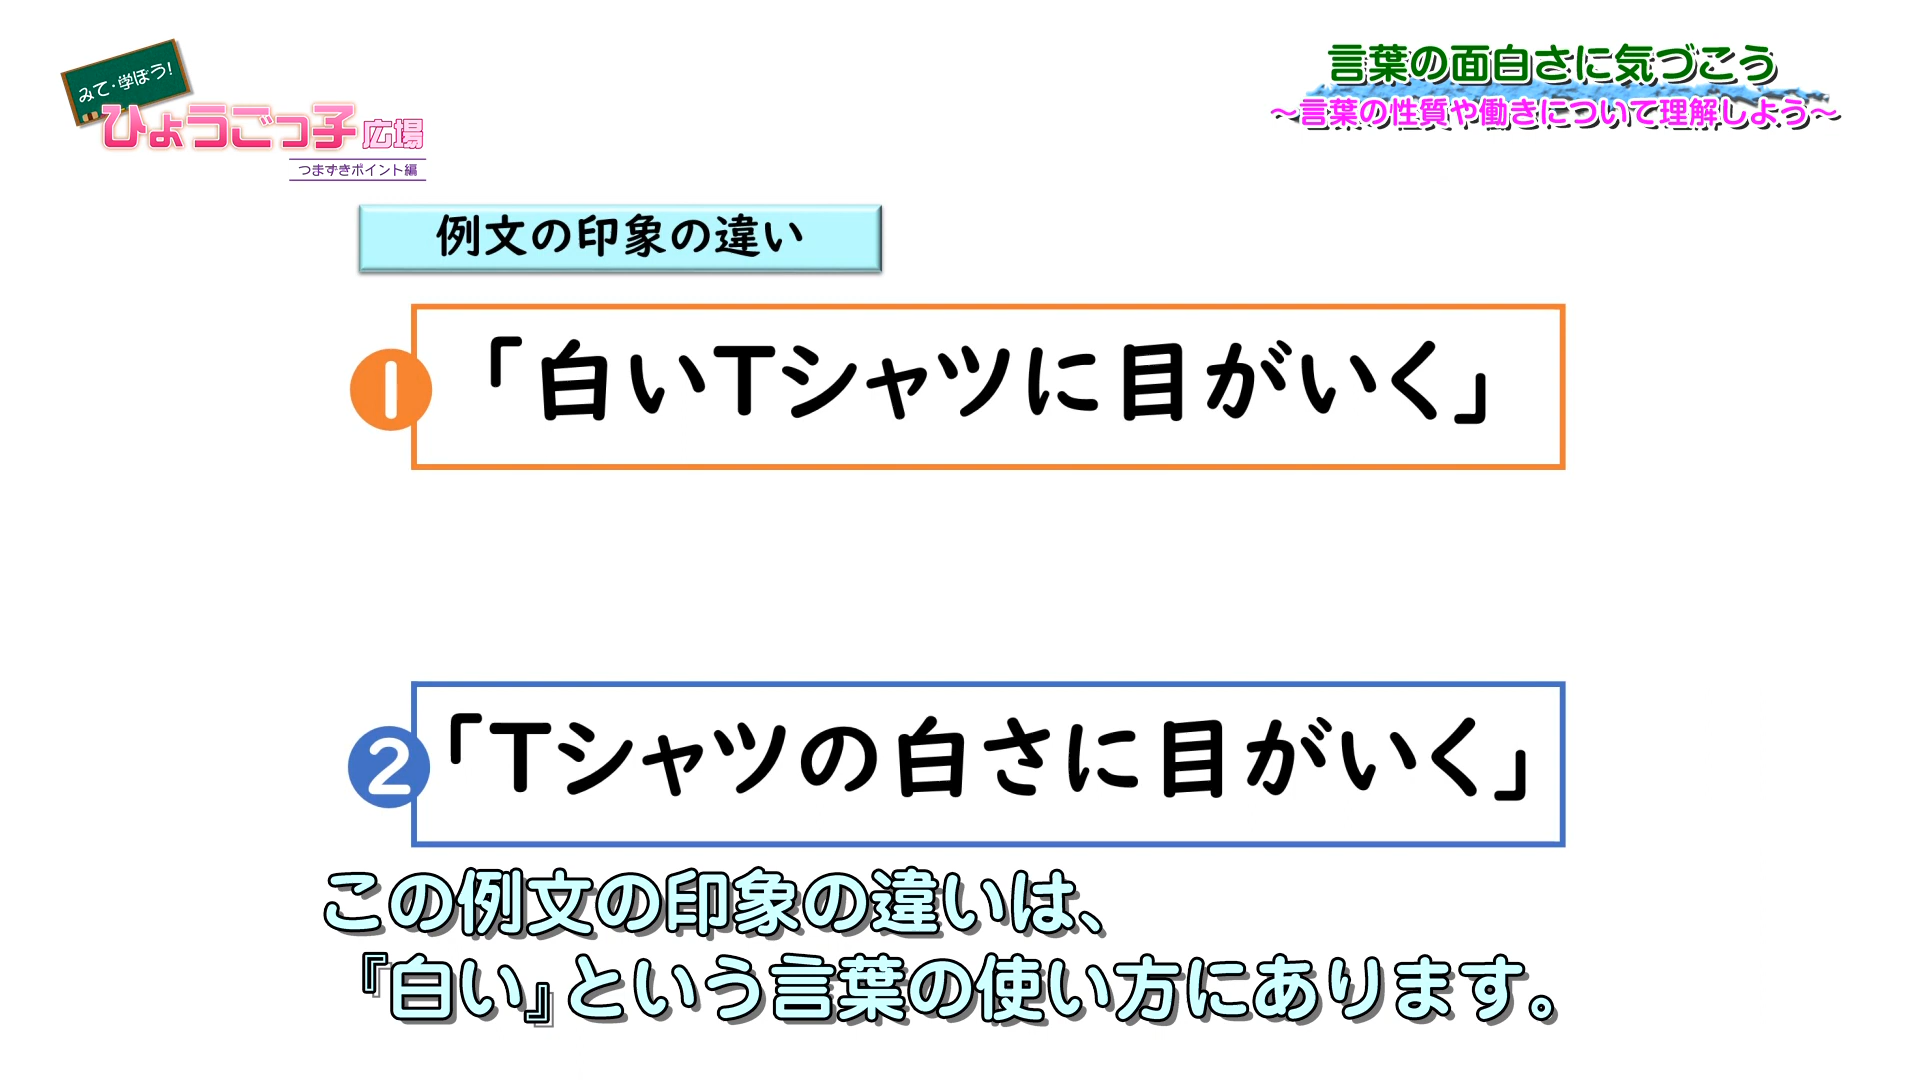 みて・学ぼう!
ひょうごっ子広場
つまずきポイント編
言葉の面白さに気づこう
～言葉の性質や働きについて理解しよう～
例文の印象の違い
1 「白いTシャツに目がいく」
2 「Tシャツの白さに目がいく」
この例文の印象の違いは、
『白い』という言葉の使い方にあります。